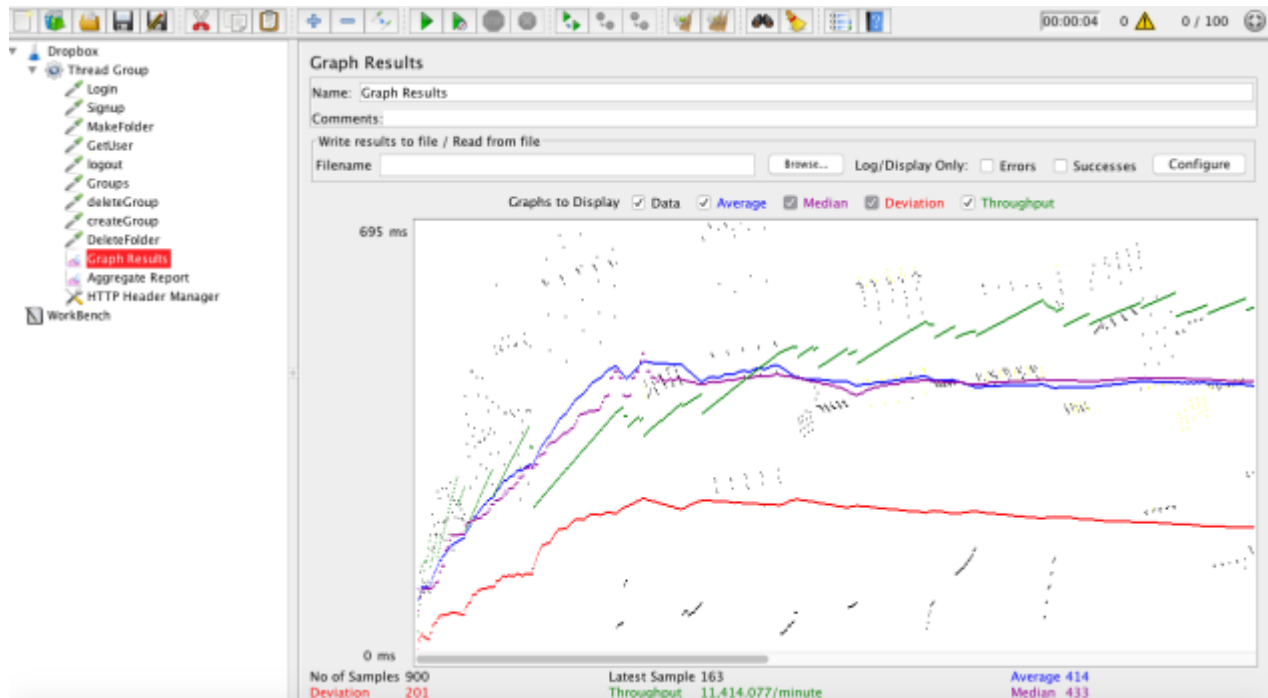 00:00:04 0 0 / 100
Dropbox
Thread Group
Login
Signup
MakeFolder
GetUser
logout
Groups
deleteGroup
createGroup
DeleteFolder
Graph Results
Aggregate Report
HTTP Header Manager
WorkBench
Graph Results
Name: Graph Results
Comments:
Write results to file / Read from file
Filename Browse... Log/Display Only: Errors Successes Configure
Graphs to Display Data Average Median Deviation Throughput
695 ms
0 ms
No of Samples 900 Latest Sample 163 Average 414
Deviation 201 Throughput 11,414.077/minute Median 433